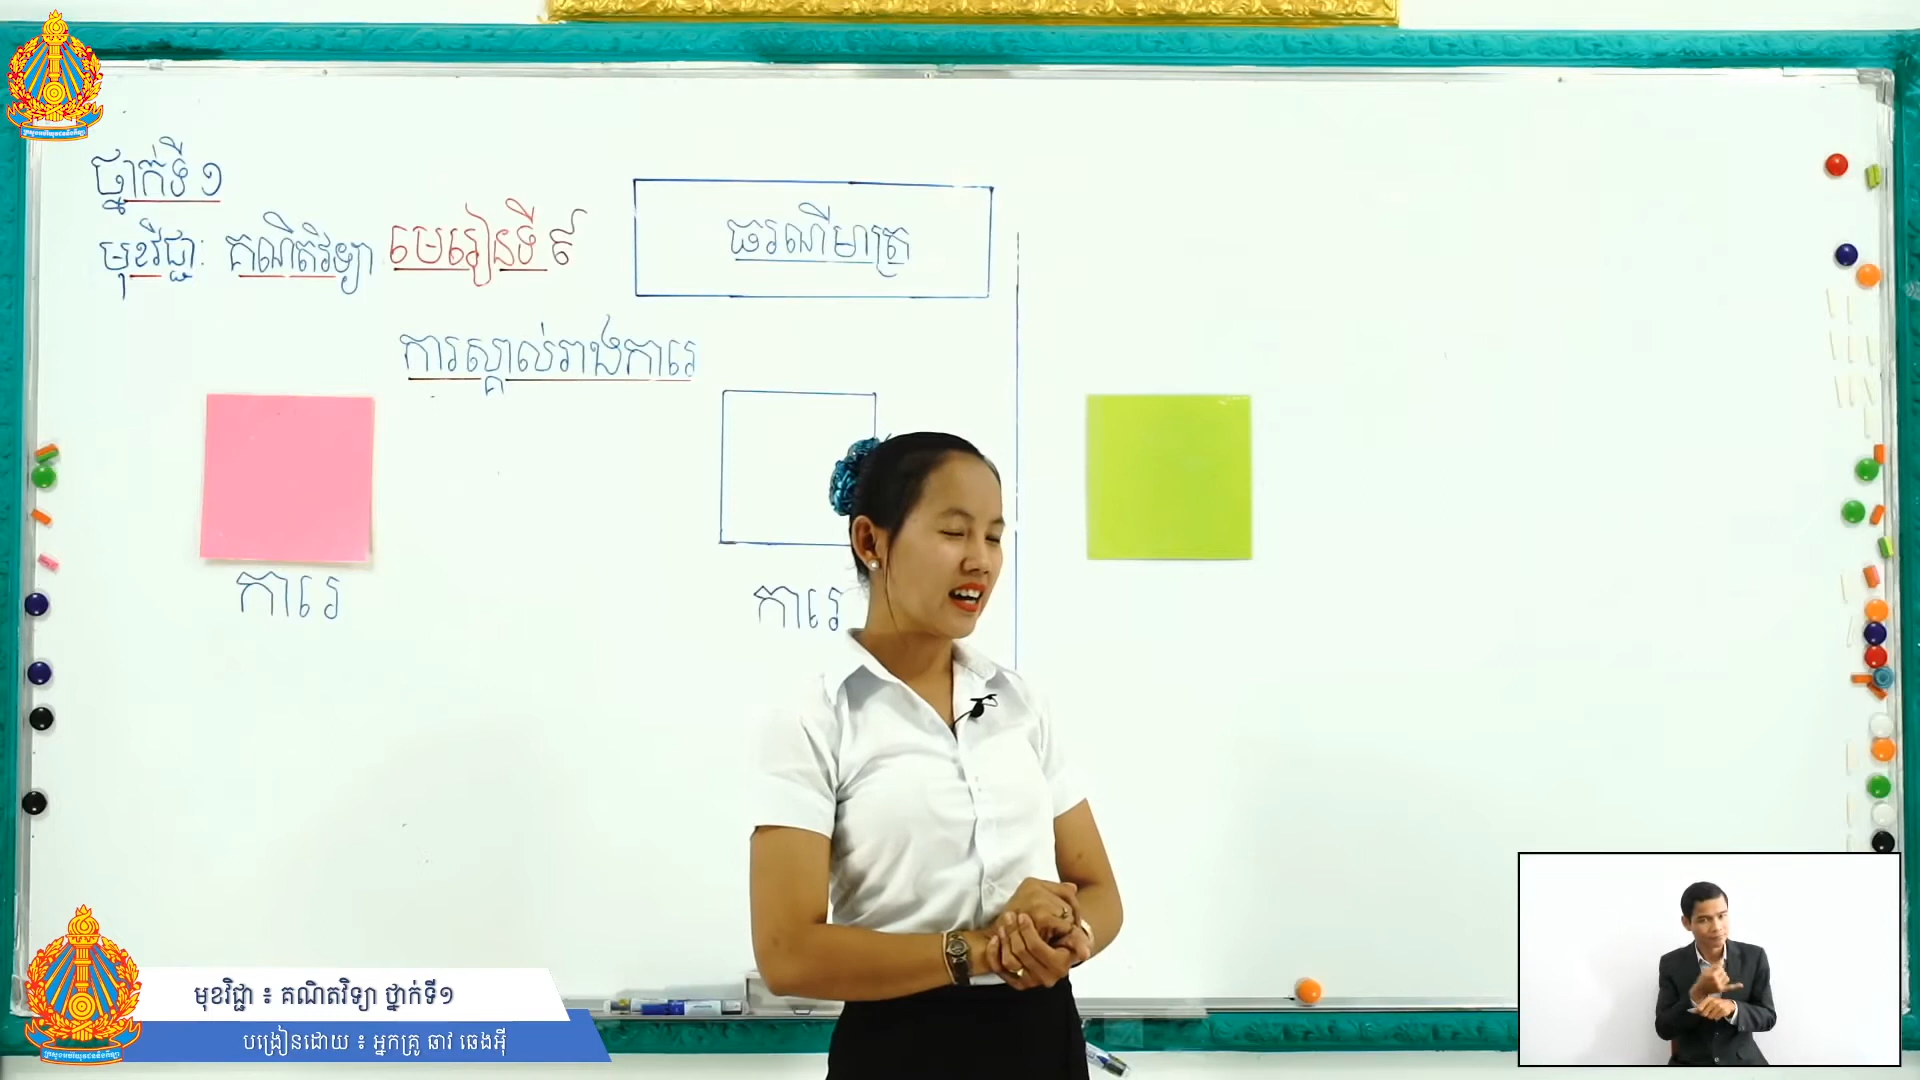 ថ្នាក់ទី ១
មុខវិជ្ជា: គណិតវិទ្យា មេរៀនទី ៩
ធរណីមាត្រ
ការស្គាល់រាងការេ
ការេ
ការេ
មុខវិជ្ជា ៖ គណិតវិទ្យា ថ្នាក់ទី១
បង្រៀនដោយ ៖ អ្នកគ្រូ ឆាវ ឆេងអ៊ី